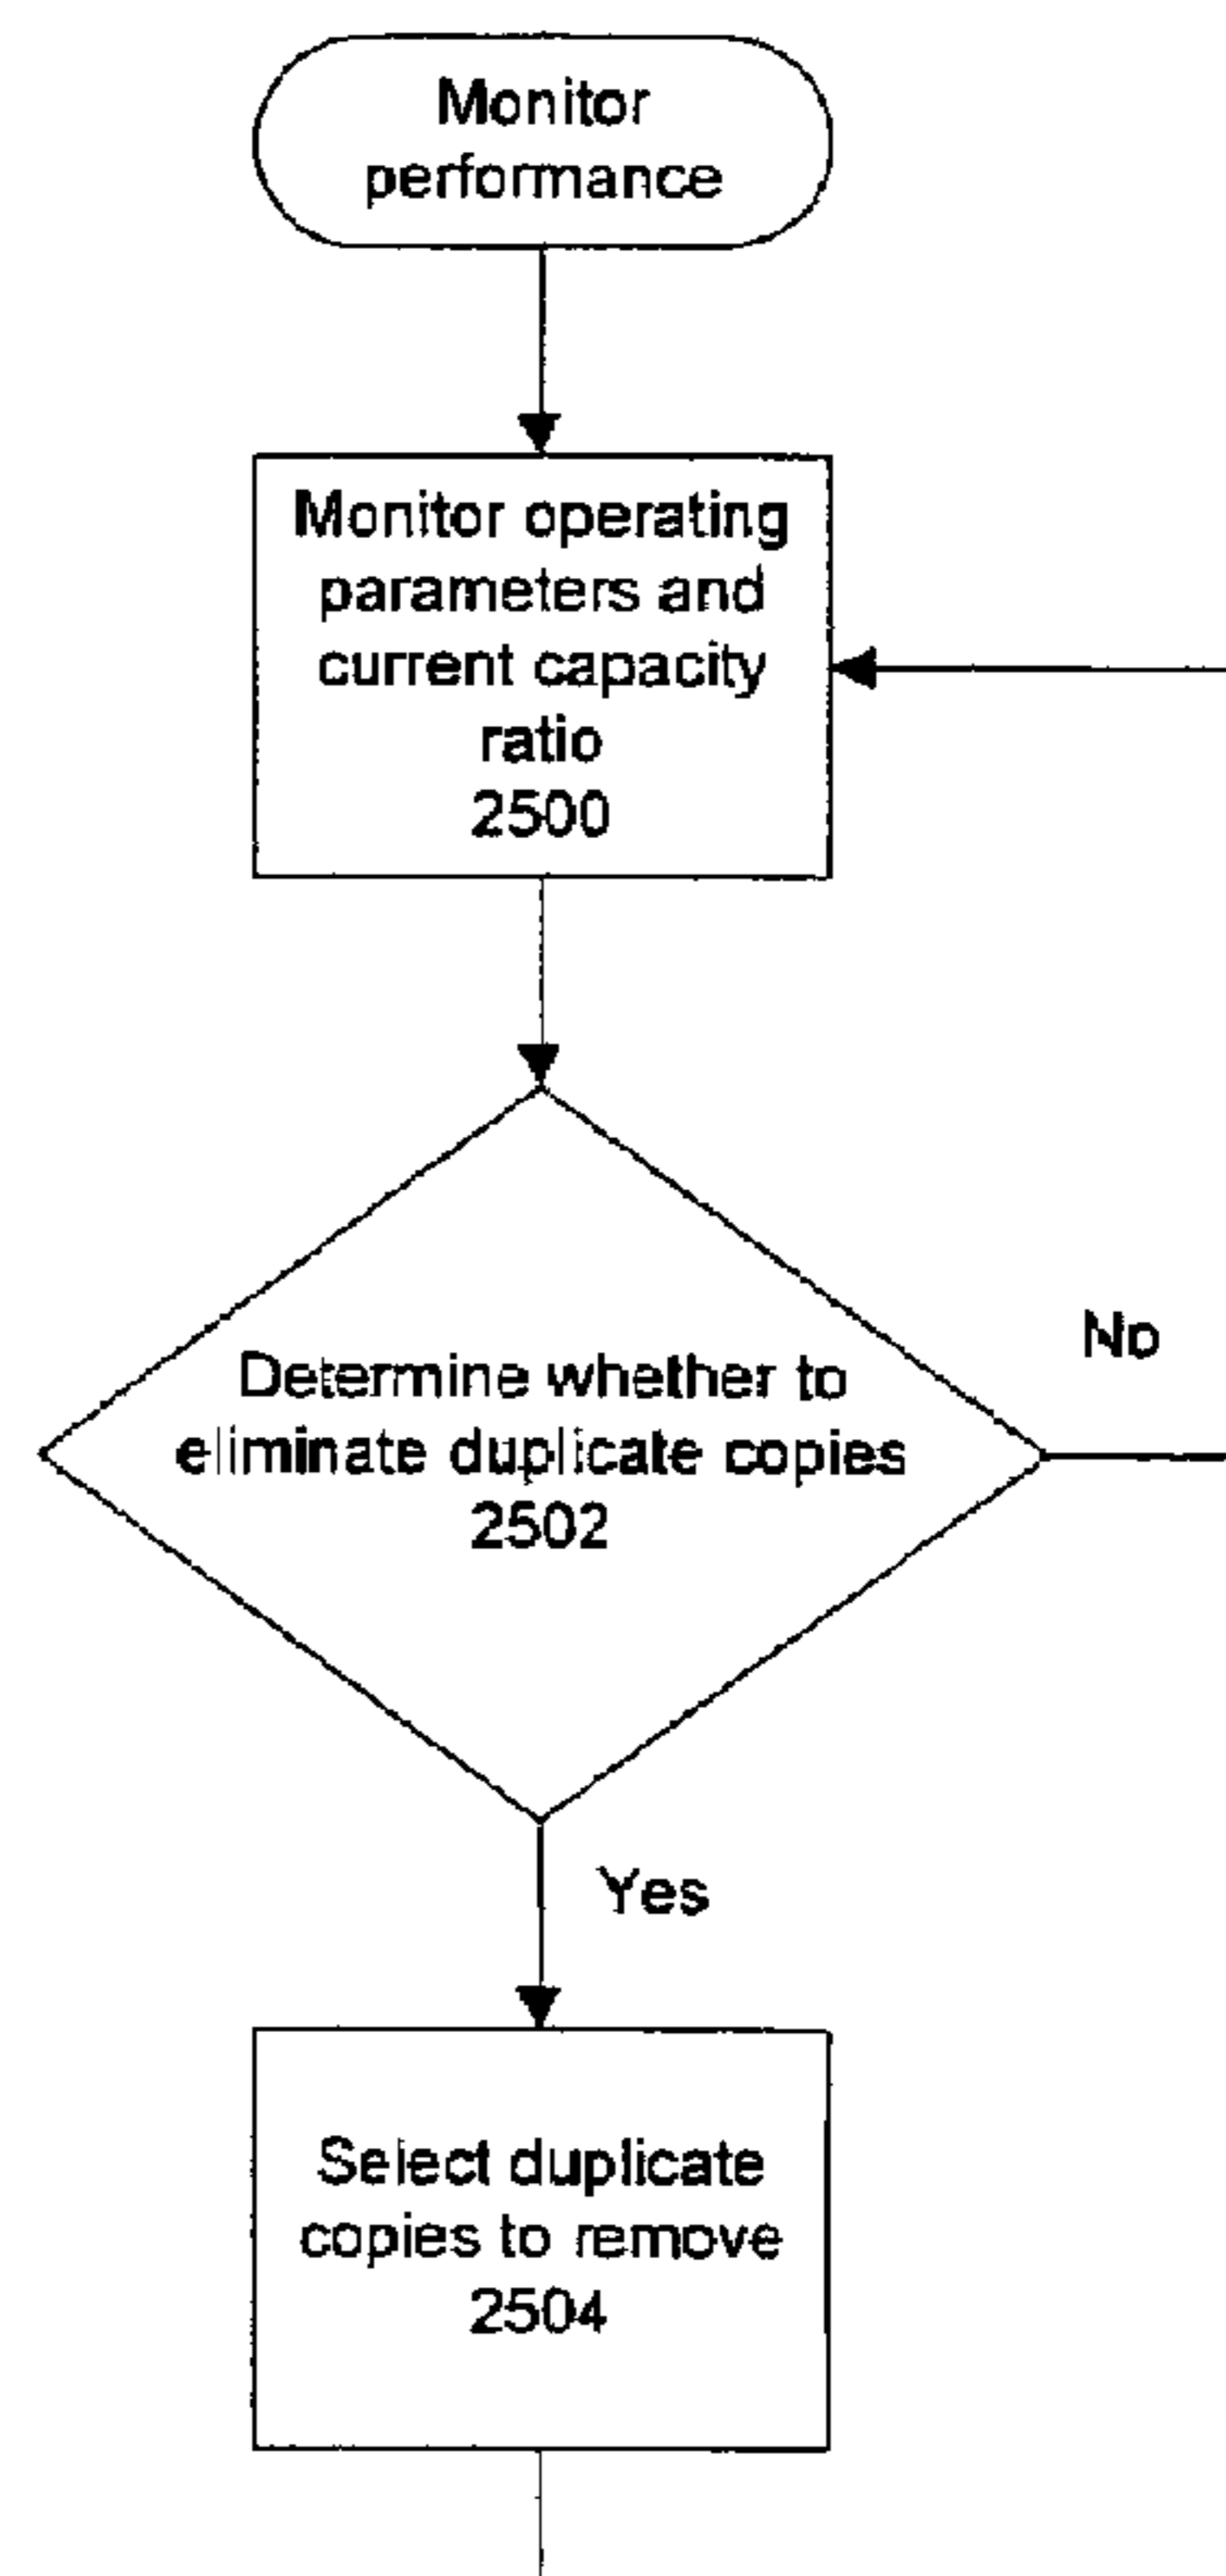 Monitor
performance
Monitor operating
parameters and
current capacity
ratio
2500
No
Determine whether to
eliminate duplicate copies
2502
Yes
Select duplicate
copies to remove
2504